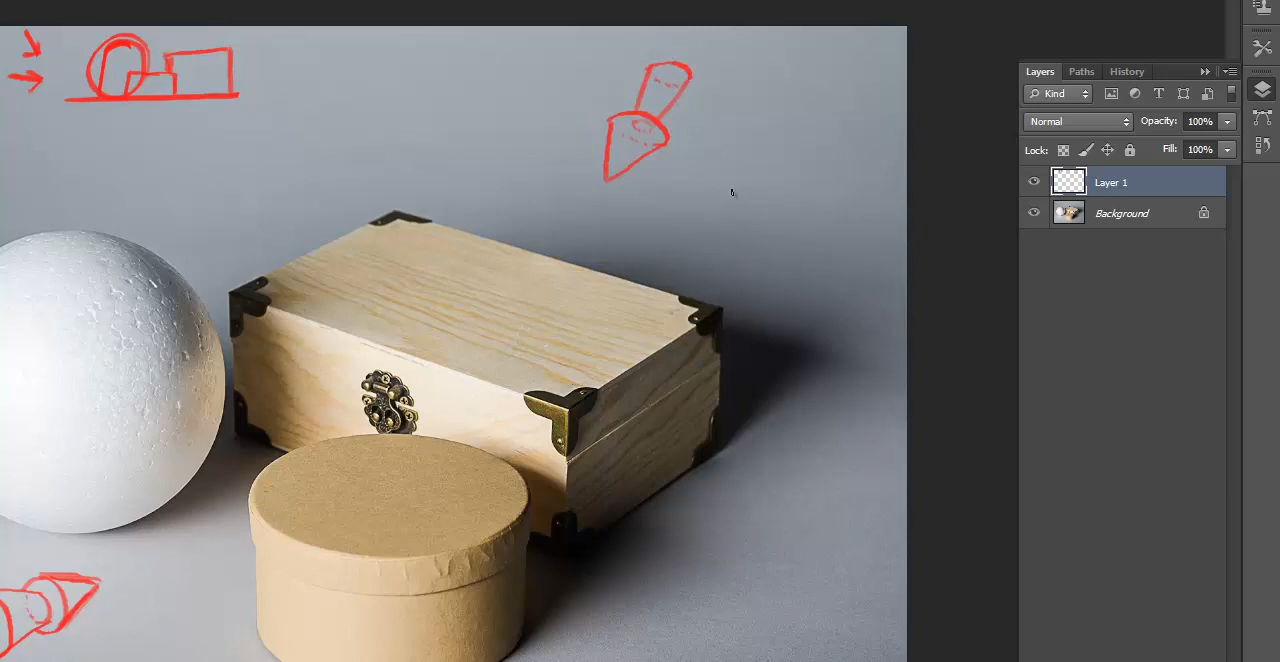 Layers Paths History
Kind
Normal Opacity: 100%
Lock: Fill: 100%
Layer 1
Background